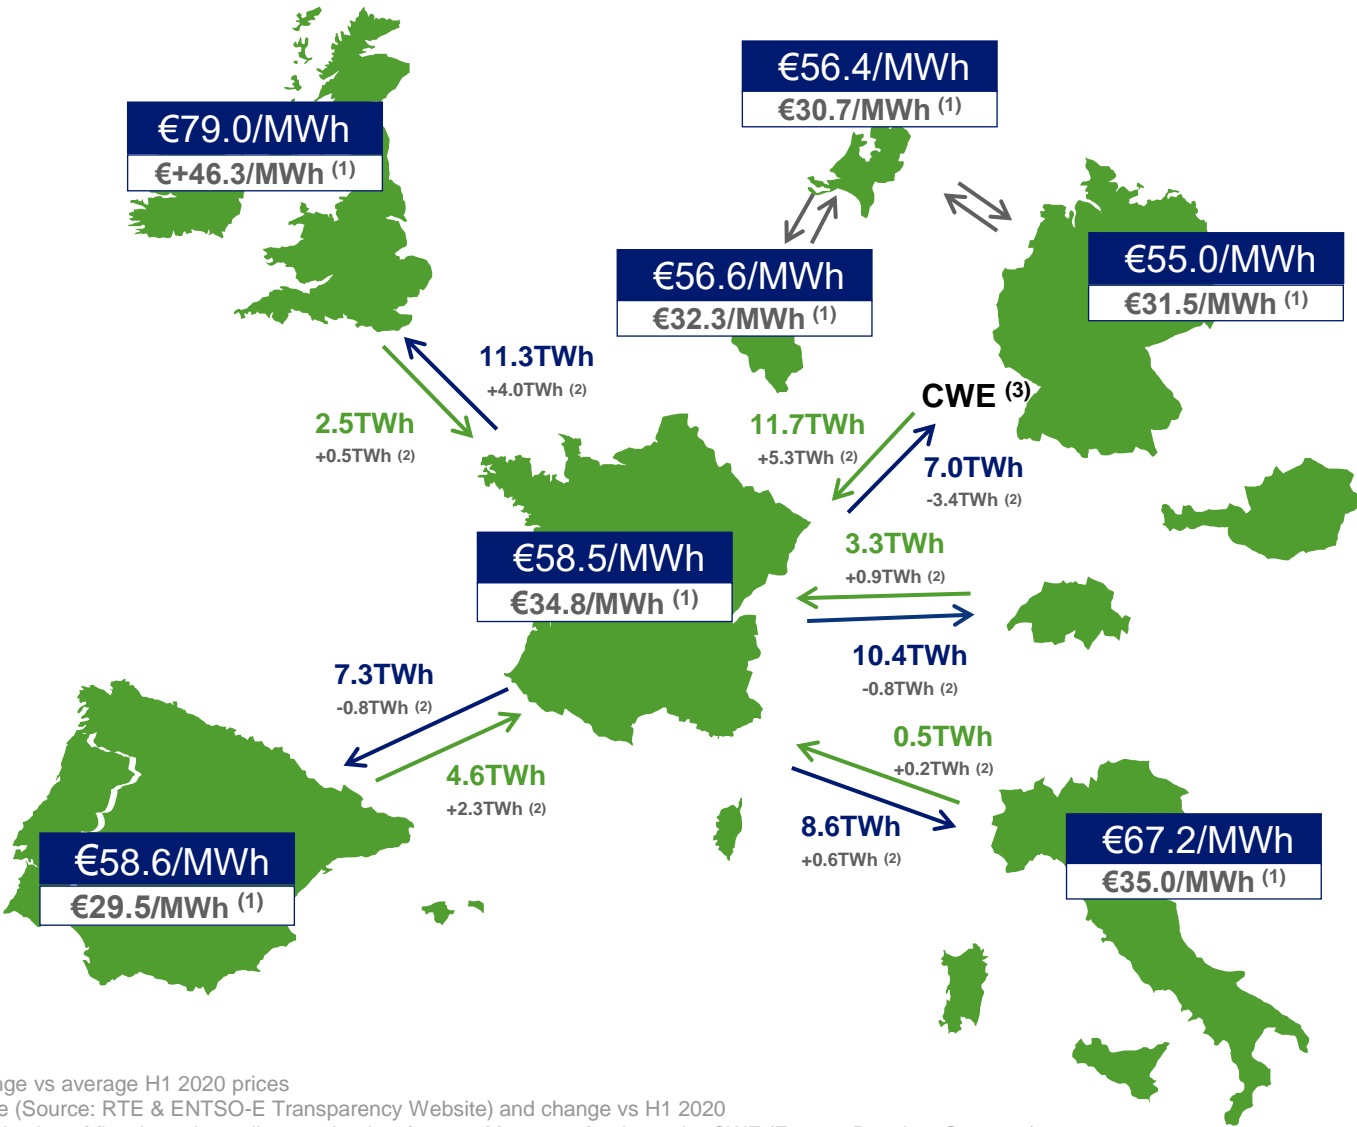 €56.4/MWh
€30.7/MWh (1)
€79.0/MWh
€+46.3/MWh (1)
€56.6/MWh
€32.3/MWh (1)
€55.0/MWh
€31.5/MWh (1)
11.3TWh
+4.0TWh (2)
2.5TWh
+0.5TWh (2)
CWE (3)
11.7TWh
+5.3TWh (2)
7.0TWh
-3.4TWh (2)
€58.5/MWh
€34.8/MWh (1)
3.3TWh
+0.9TWh (2)
10.4TWh
-0.8TWh (2)
7.3TWh
-0.8TWh (2)
4.6TWh
+2.3TWh (2)
0.5TWh
+0.2TWh (2)
8.6TWh
+0.6TWh (2)
€58.6/MWh
€29.5/MWh (1)
€67.2/MWh
€35.0/MWh (1)
nge vs average H1 2020 prices
e (Source: RTE & ENTSO-E Transparency Website) and change vs H1 2020